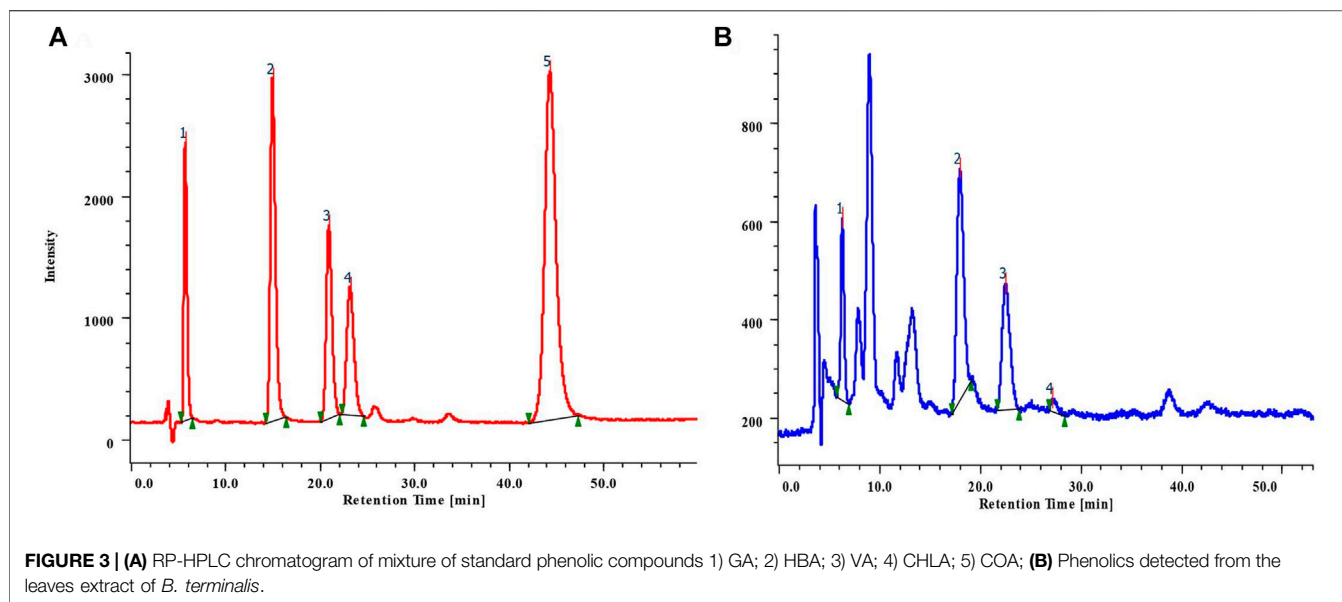 A
B
3000
2000
1000
0
Intensity
1
2
3
4
5
0.0 10.0 20.0 30.0 40.0 50.0
Retention Time [min]
800
600
400
200
1
2
3
4
0.0 10.0 20.0 30.0 40.0 50.0
Retention Time [min]
FIGURE 3 | (A) RP-HPLC chromatogram of mixture of standard phenolic compounds 1) GA; 2) HBA; 3) VA; 4) CHLA; 5) COA; (B) Phenolics detected from the
leaves extract of B. terminalis.